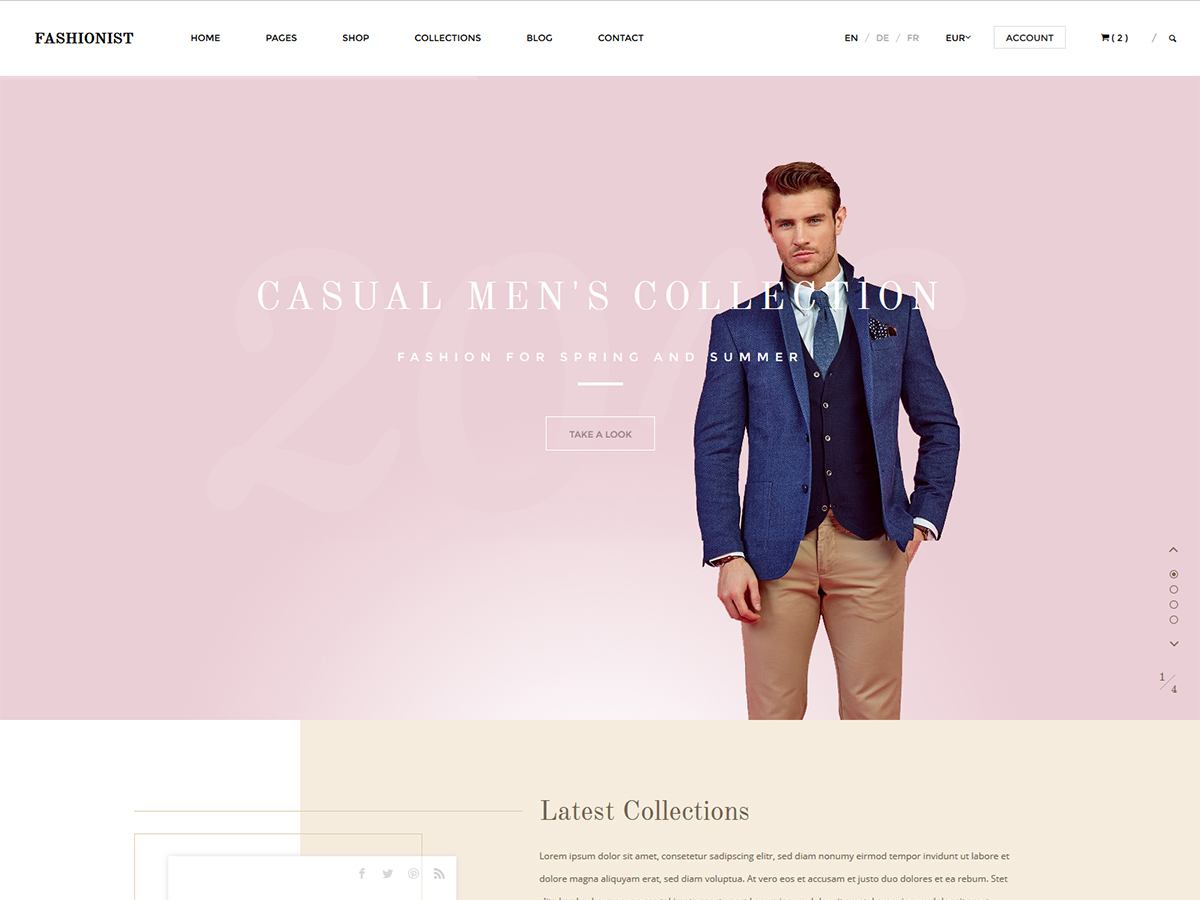 FASHIONIST HOME PAGES SHOP COLLECTIONS BLOG CONTACT EN / DE / FR EUR ACCOUNT ( 2 ) /
CASUAL MEN'S COLLECTION
FASHION FOR SPRING AND SUMMER
TAKE A LOOK
1/4
Latest Collections
Lorem ipsum dolor sit amet, consetetur sadipscing elitr, sed diam nonumy eirmod tempor invidunt ut labore et
dolore magna aliquyam erat, sed diam voluptua. At vero eos et accusam et justo duo dolores et ea rebum. Stet